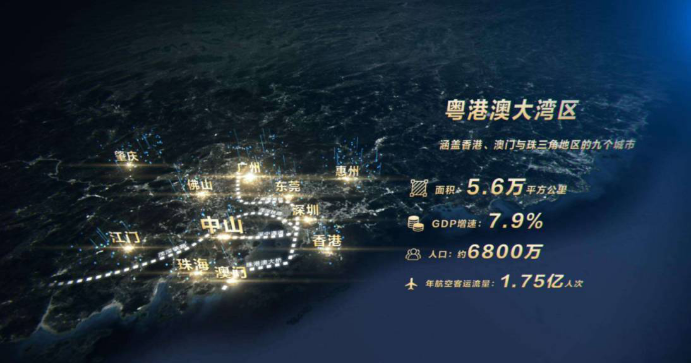 粤港澳大湾区
涵盖香港、澳门与珠三角地区的九个城市
面积: 5.6万平方公里
GDP增速: 7.9%
人口: 约6800万
年航空客运流量: 1.75亿人次
肇庆
广州
惠州
佛山
东莞
深圳
中山
江门
香港
珠海
澳门